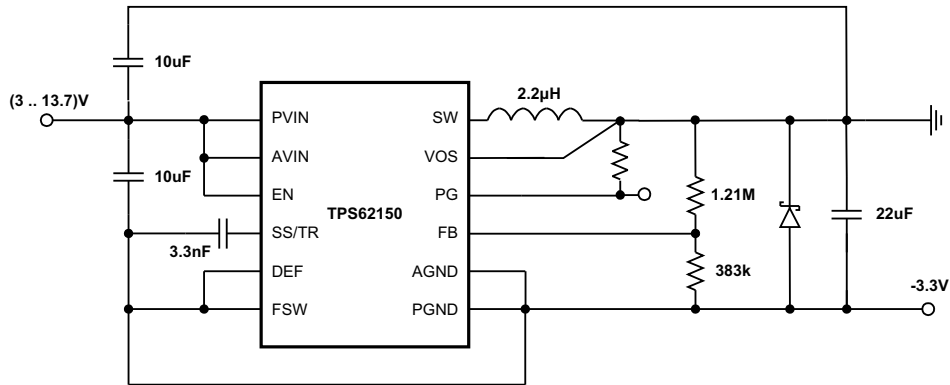 10uF
(3 .. 13.7)V
10uF
3.3nF
PVIN
AVIN
EN
SS/TR
DEF
FSW
TPS62150
SW
VOS
PG
FB
AGND
PGND
2.2µH
1.21M
383k
22uF
-3.3V